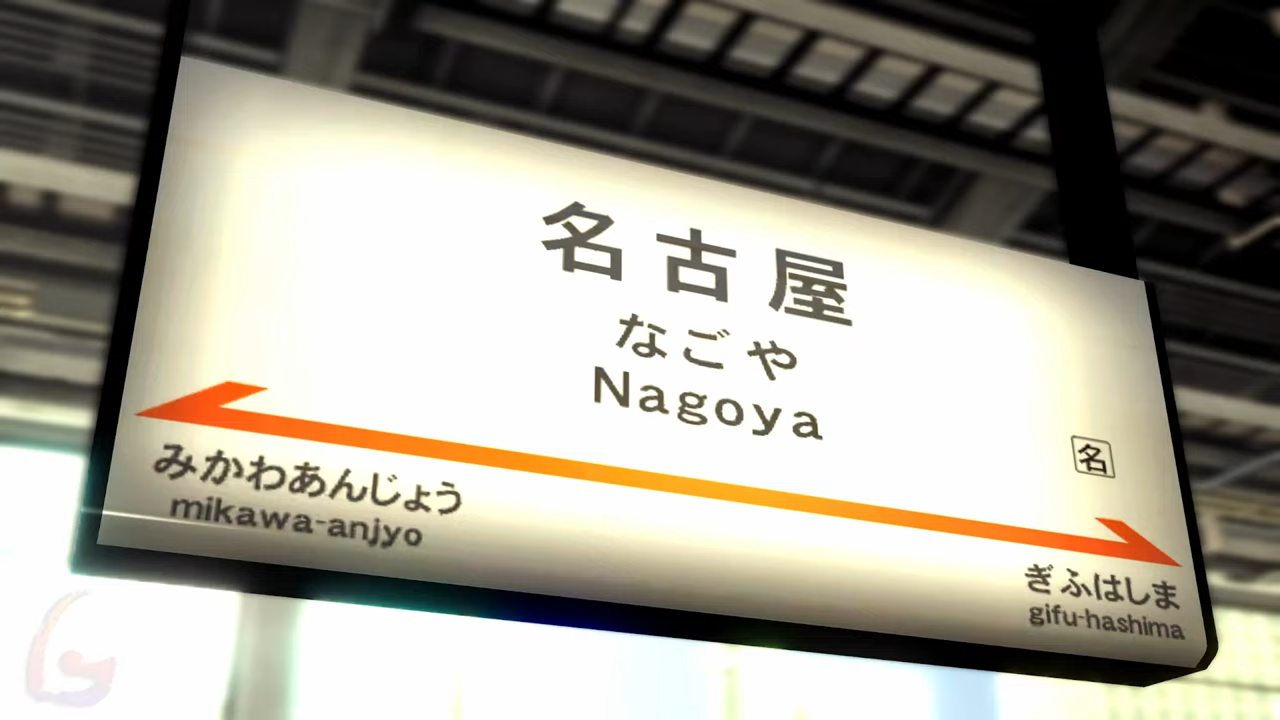 名古屋
なごや
Nagoya
名
みかわあんじょう
mikawa-anjyo
ぎふはしま
gifu-hashima